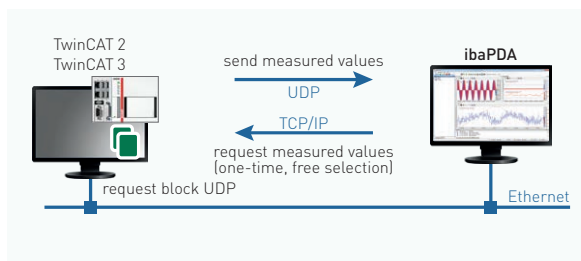 TwinCAT 2
TwinCAT 3
send measured values
UDP
TCP/IP
request measured values
(one-time, free selection)
ibaPDA
request block UDP
Ethernet